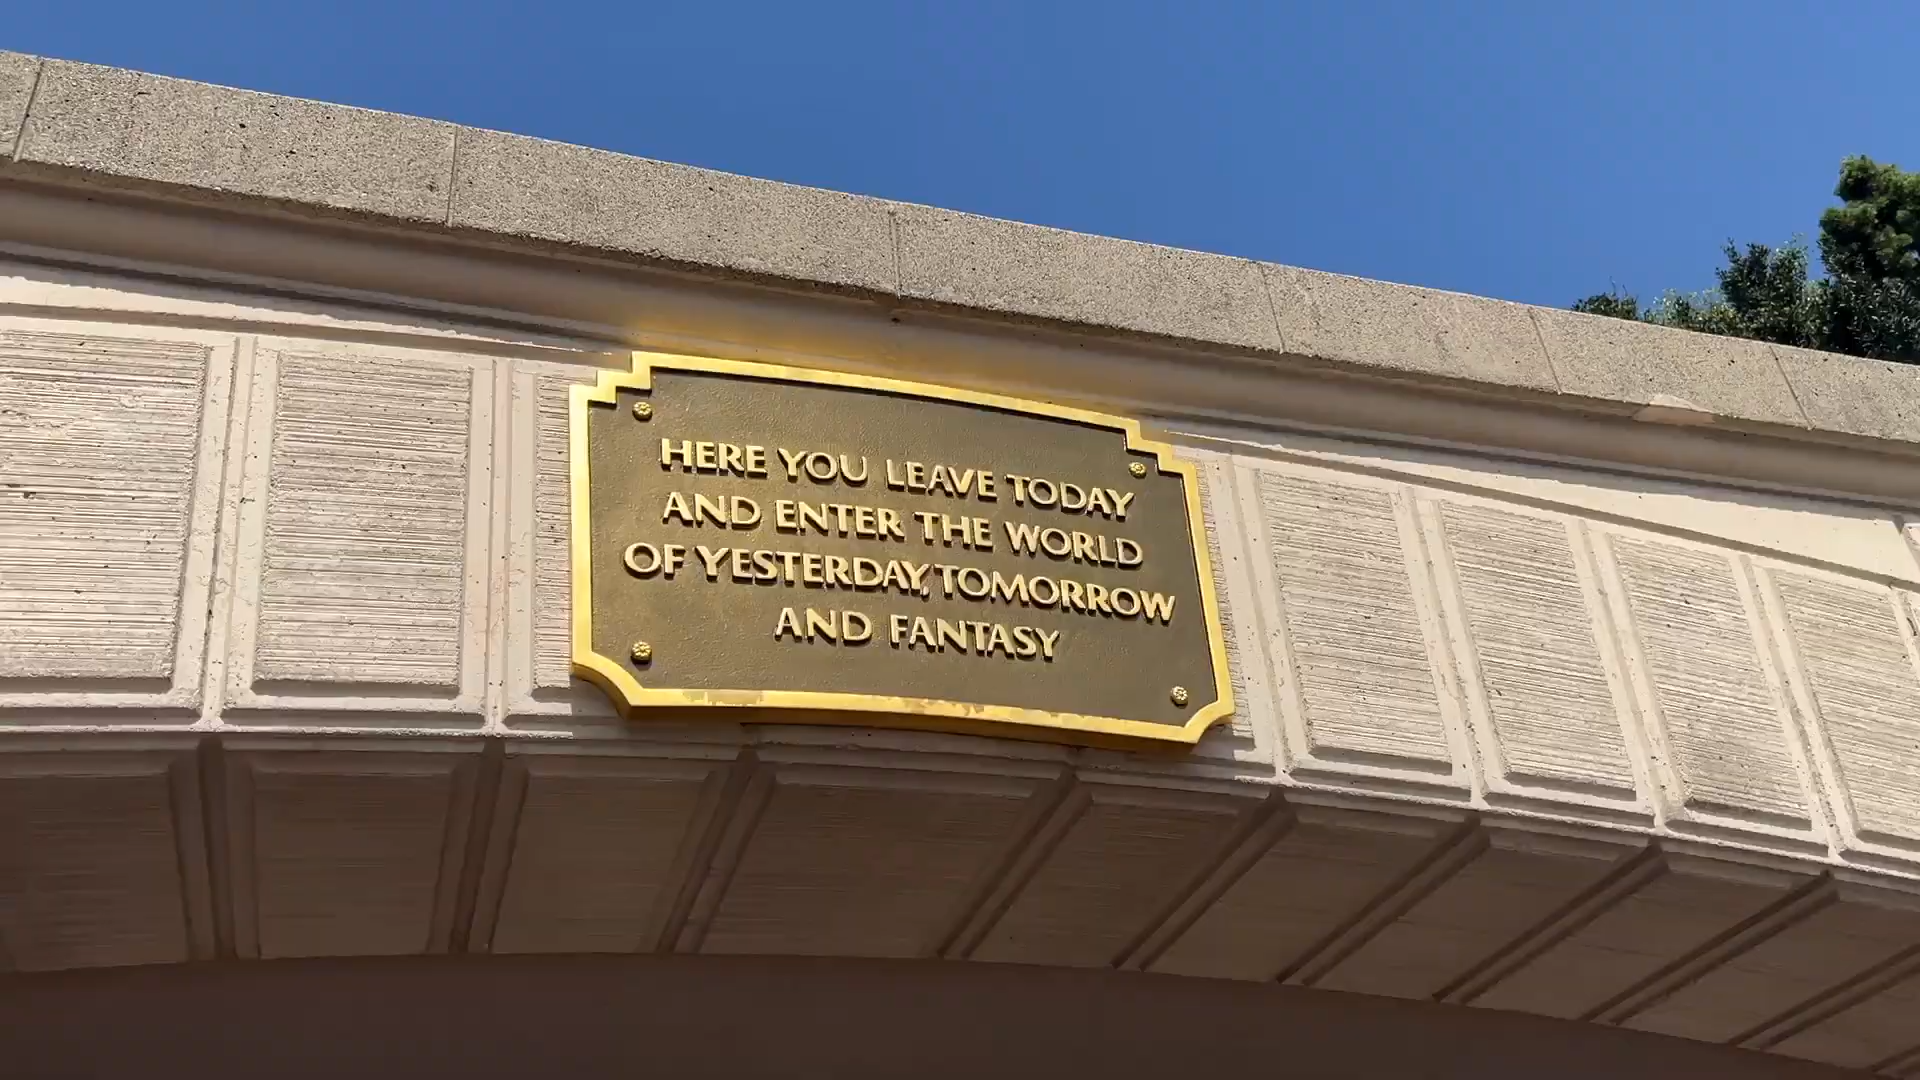 HERE YOU LEAVE TODAY
AND ENTER THE WORLD
OF YESTERDAY, TOMORROW
AND FANTASY